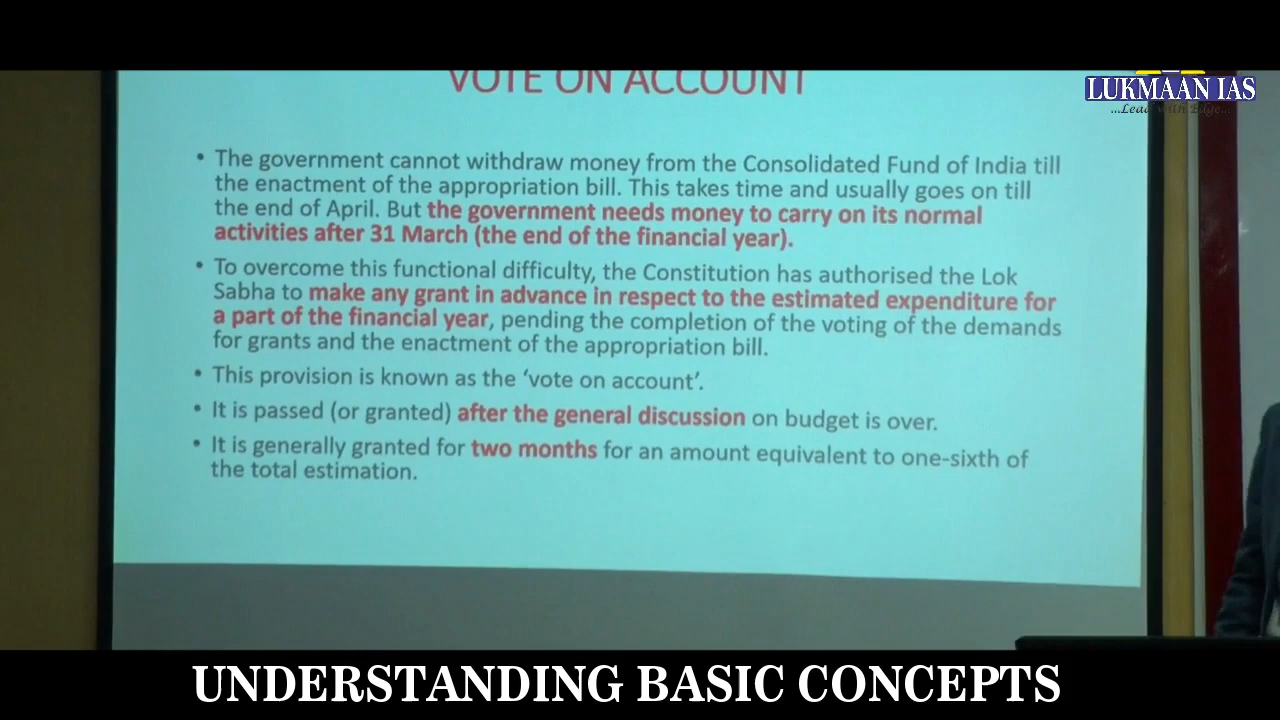 VOTE ON ACCOUNT
LUKMAAN IAS
...Lead with Edge...
• The government cannot withdraw money from the Consolidated Fund of India till
the enactment of the appropriation bill. This takes time and usually goes on till
the end of April. But the government needs money to carry on its normal
activities after 31 March (the end of the financial year).
• To overcome this functional difficulty, the Constitution has authorised the Lok
Sabha to make any grant in advance in respect to the estimated expenditure for
a part of the financial year, pending the completion of the voting of the demands
for grants and the enactment of the appropriation bill.
• This provision is known as the ‘vote on account’.
• It is passed (or granted) after the general discussion on budget is over.
• It is generally granted for two months for an amount equivalent to one-sixth of
the total estimation.
UNDERSTANDING BASIC CONCEPTS